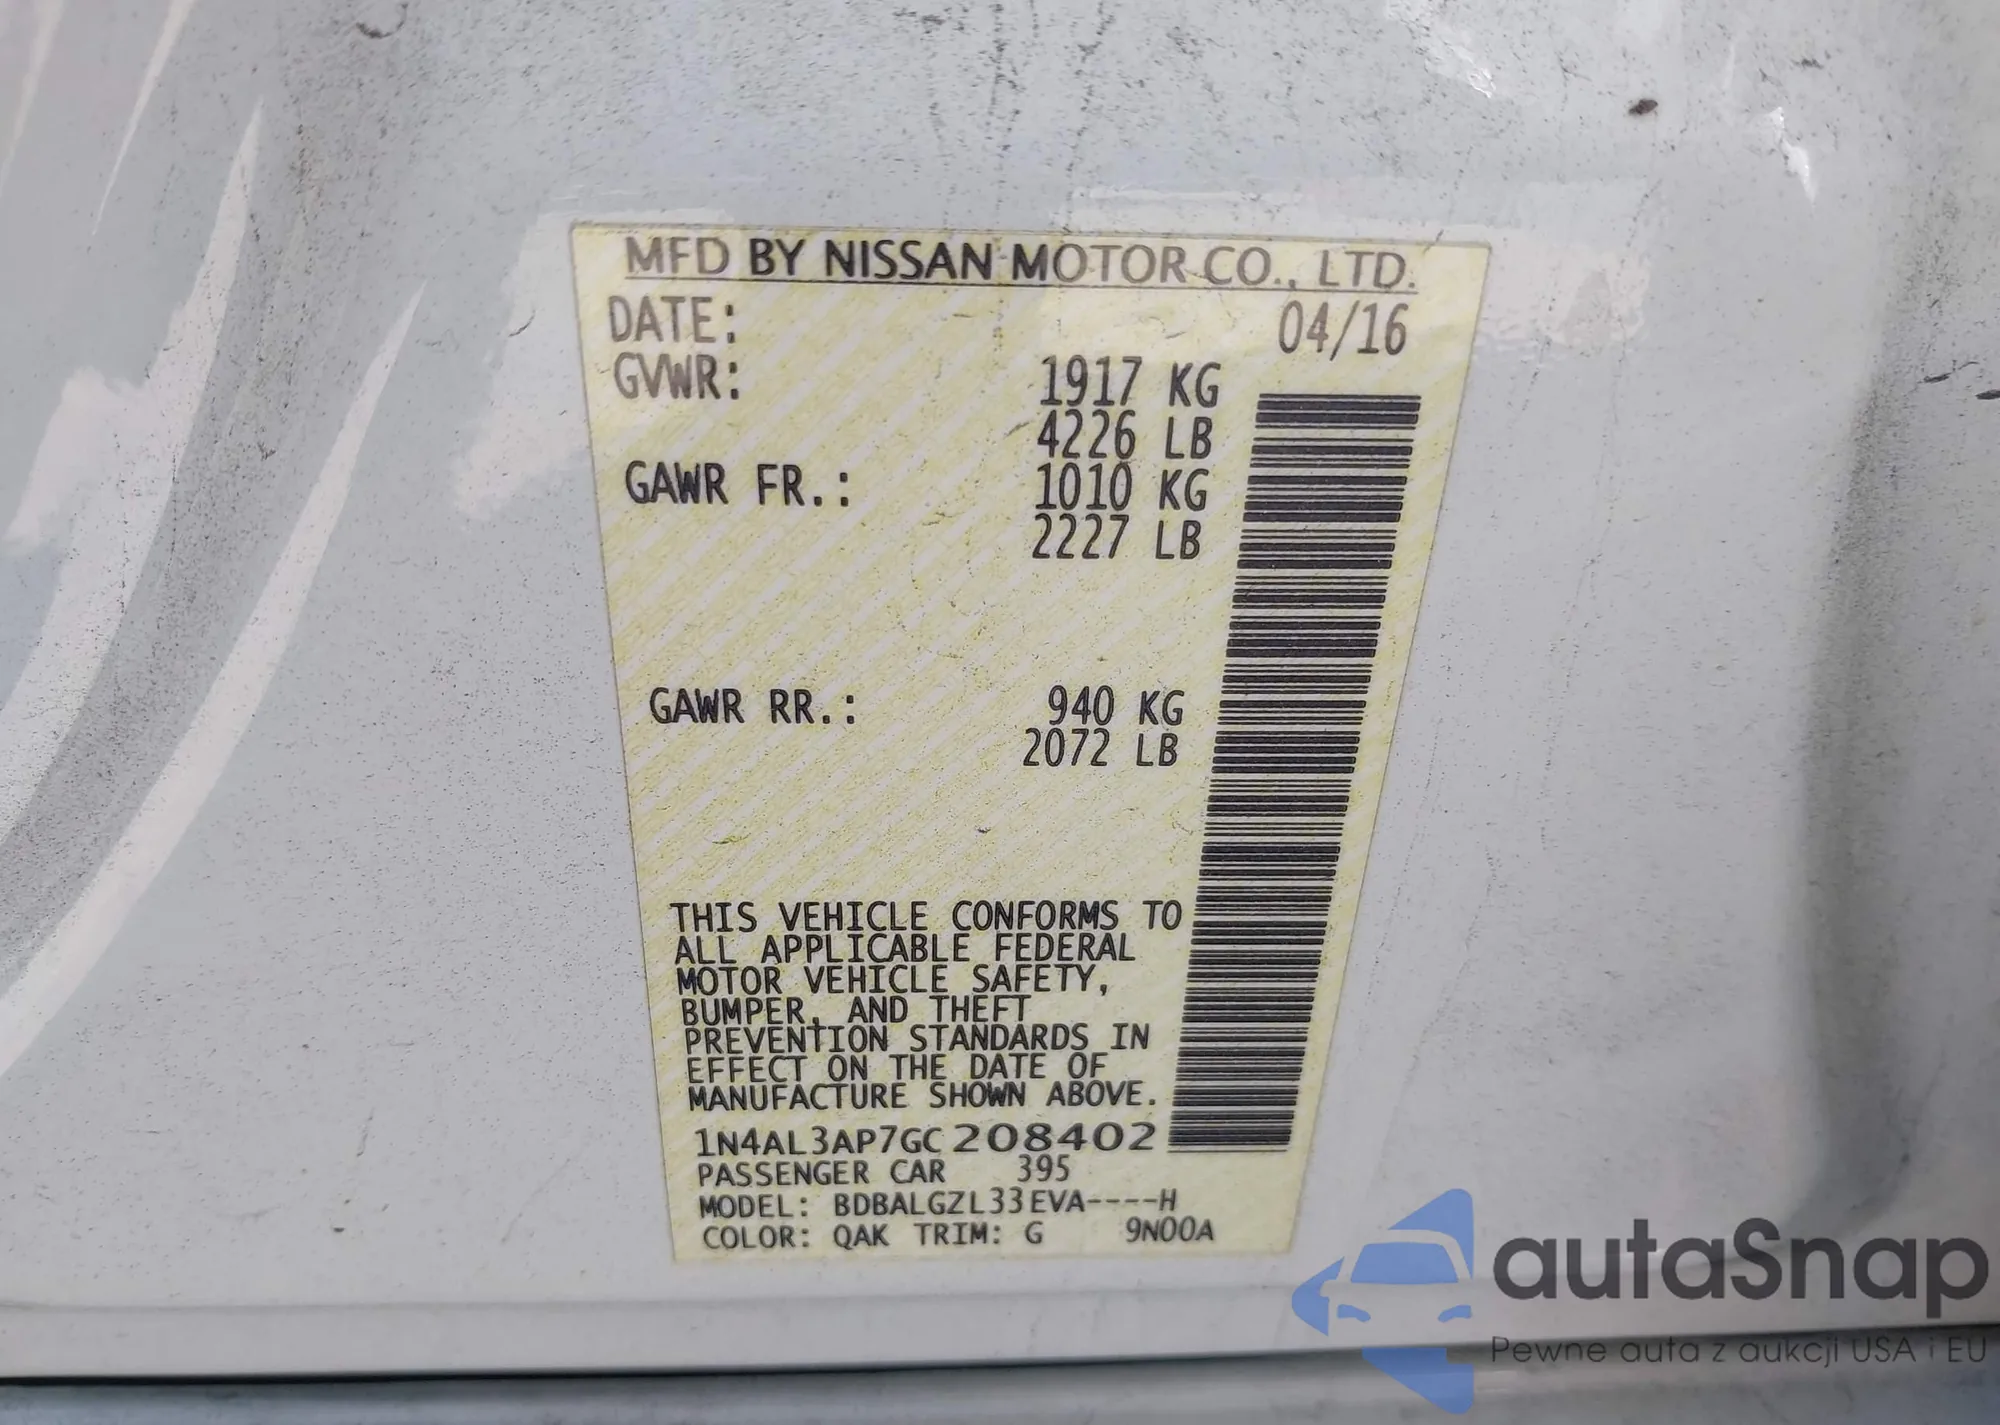 MFD BY NISSAN MOTOR CO., LTD.
DATE: 04/16
GVWR: 1917 KG
4226 LB
GAWR FR.: 1010 KG
2227 LB
GAWR RR.: 940 KG
2072 LB
THIS VEHICLE CONFORMS TO
ALL APPLICABLE FEDERAL
MOTOR VEHICLE SAFETY,
BUMPER, AND THEFT
PREVENTION STANDARDS IN
EFFECT ON THE DATE OF
MANUFACTURE SHOWN ABOVE.
1N4AL3AP7GC208402
PASSENGER CAR 395
MODEL: BDBALGZL33EVA----H
COLOR: QAK TRIM: G 9N00A
autaSnap
Pewne auta z aukcji USA i EU